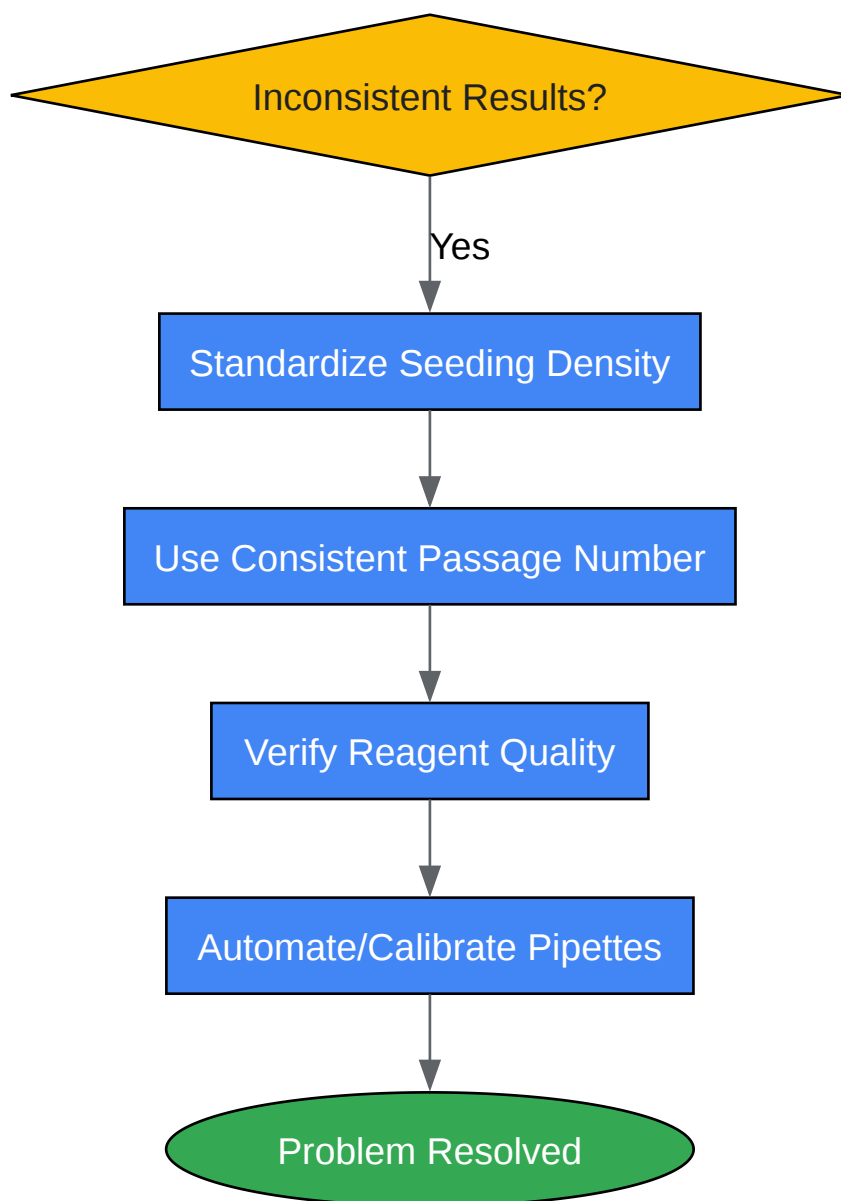 Inconsistent Results?
Yes
Standardize Seeding Density
Use Consistent Passage Number
Verify Reagent Quality
Automate/Calibrate Pipettes
Problem Resolved